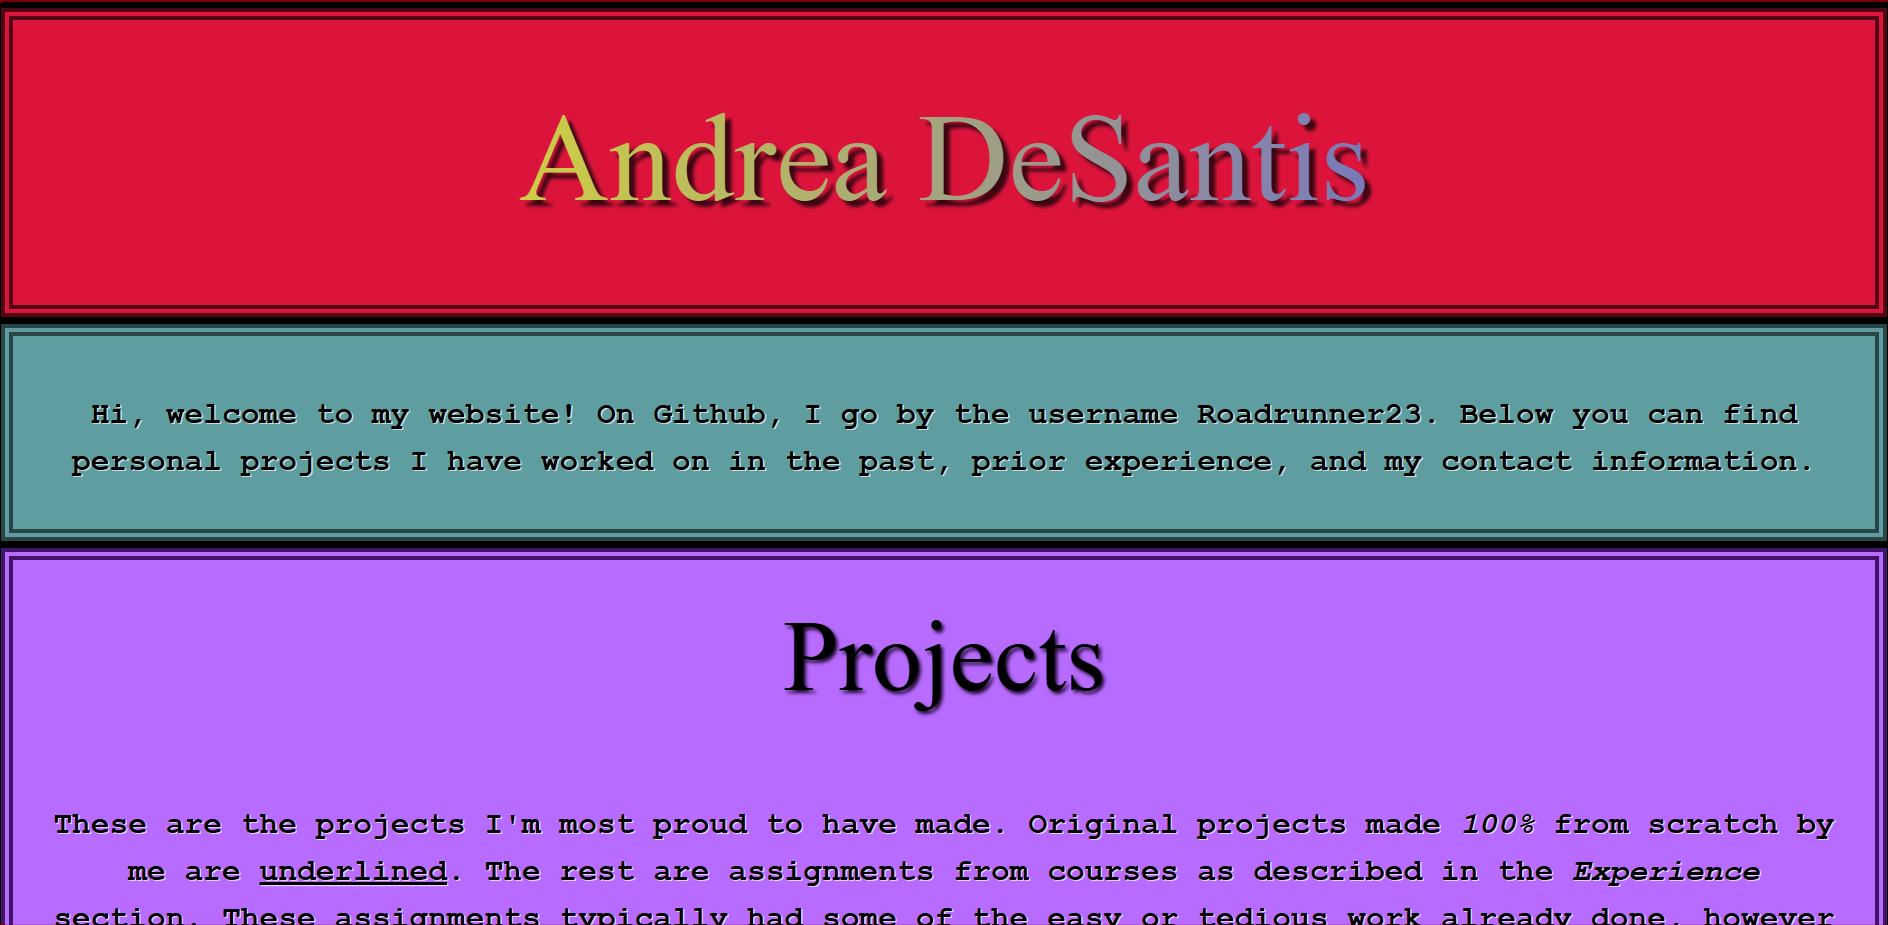 Andrea DeSantis
Hi, welcome to my website! On Github, I go by the username Roadrunner23. Below you can find
personal projects I have worked on in the past, prior experience, and my contact information.
Projects
These are the projects I'm most proud to have made. Original projects made 100% from scratch by
me are underlined. The rest are assignments from courses as described in the Experience
section. These assignments typically had some of the easy or tedious work already done, however